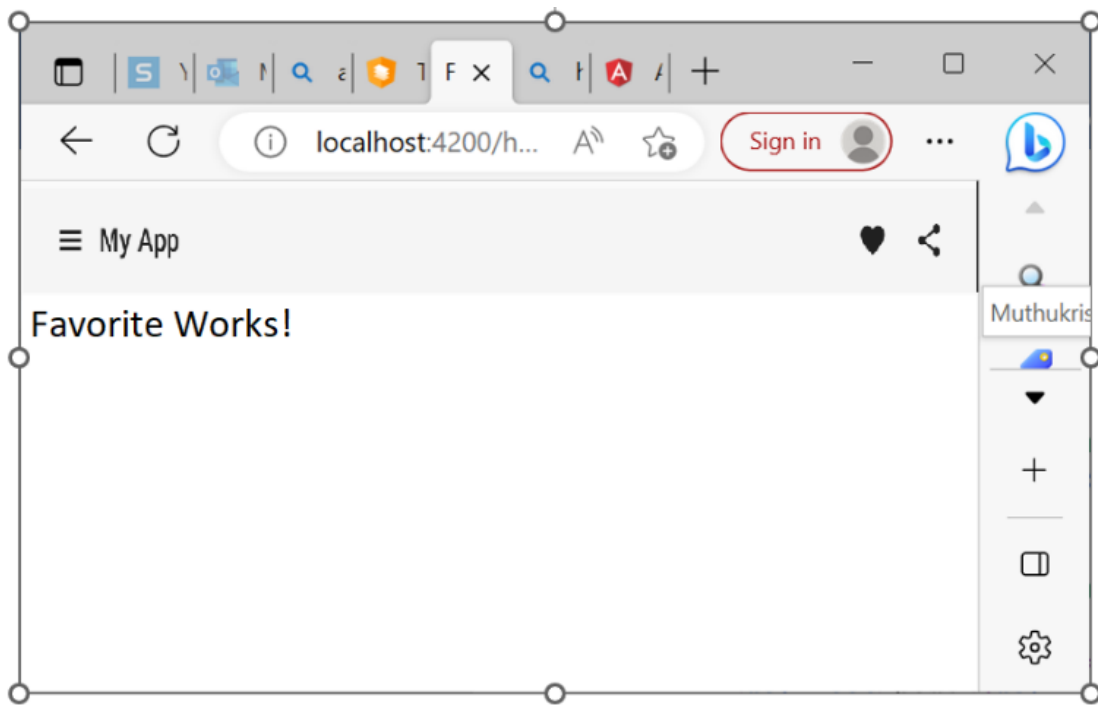 F
localhost:4200/h...
Sign in
My App
Favorite Works!
Muthukris